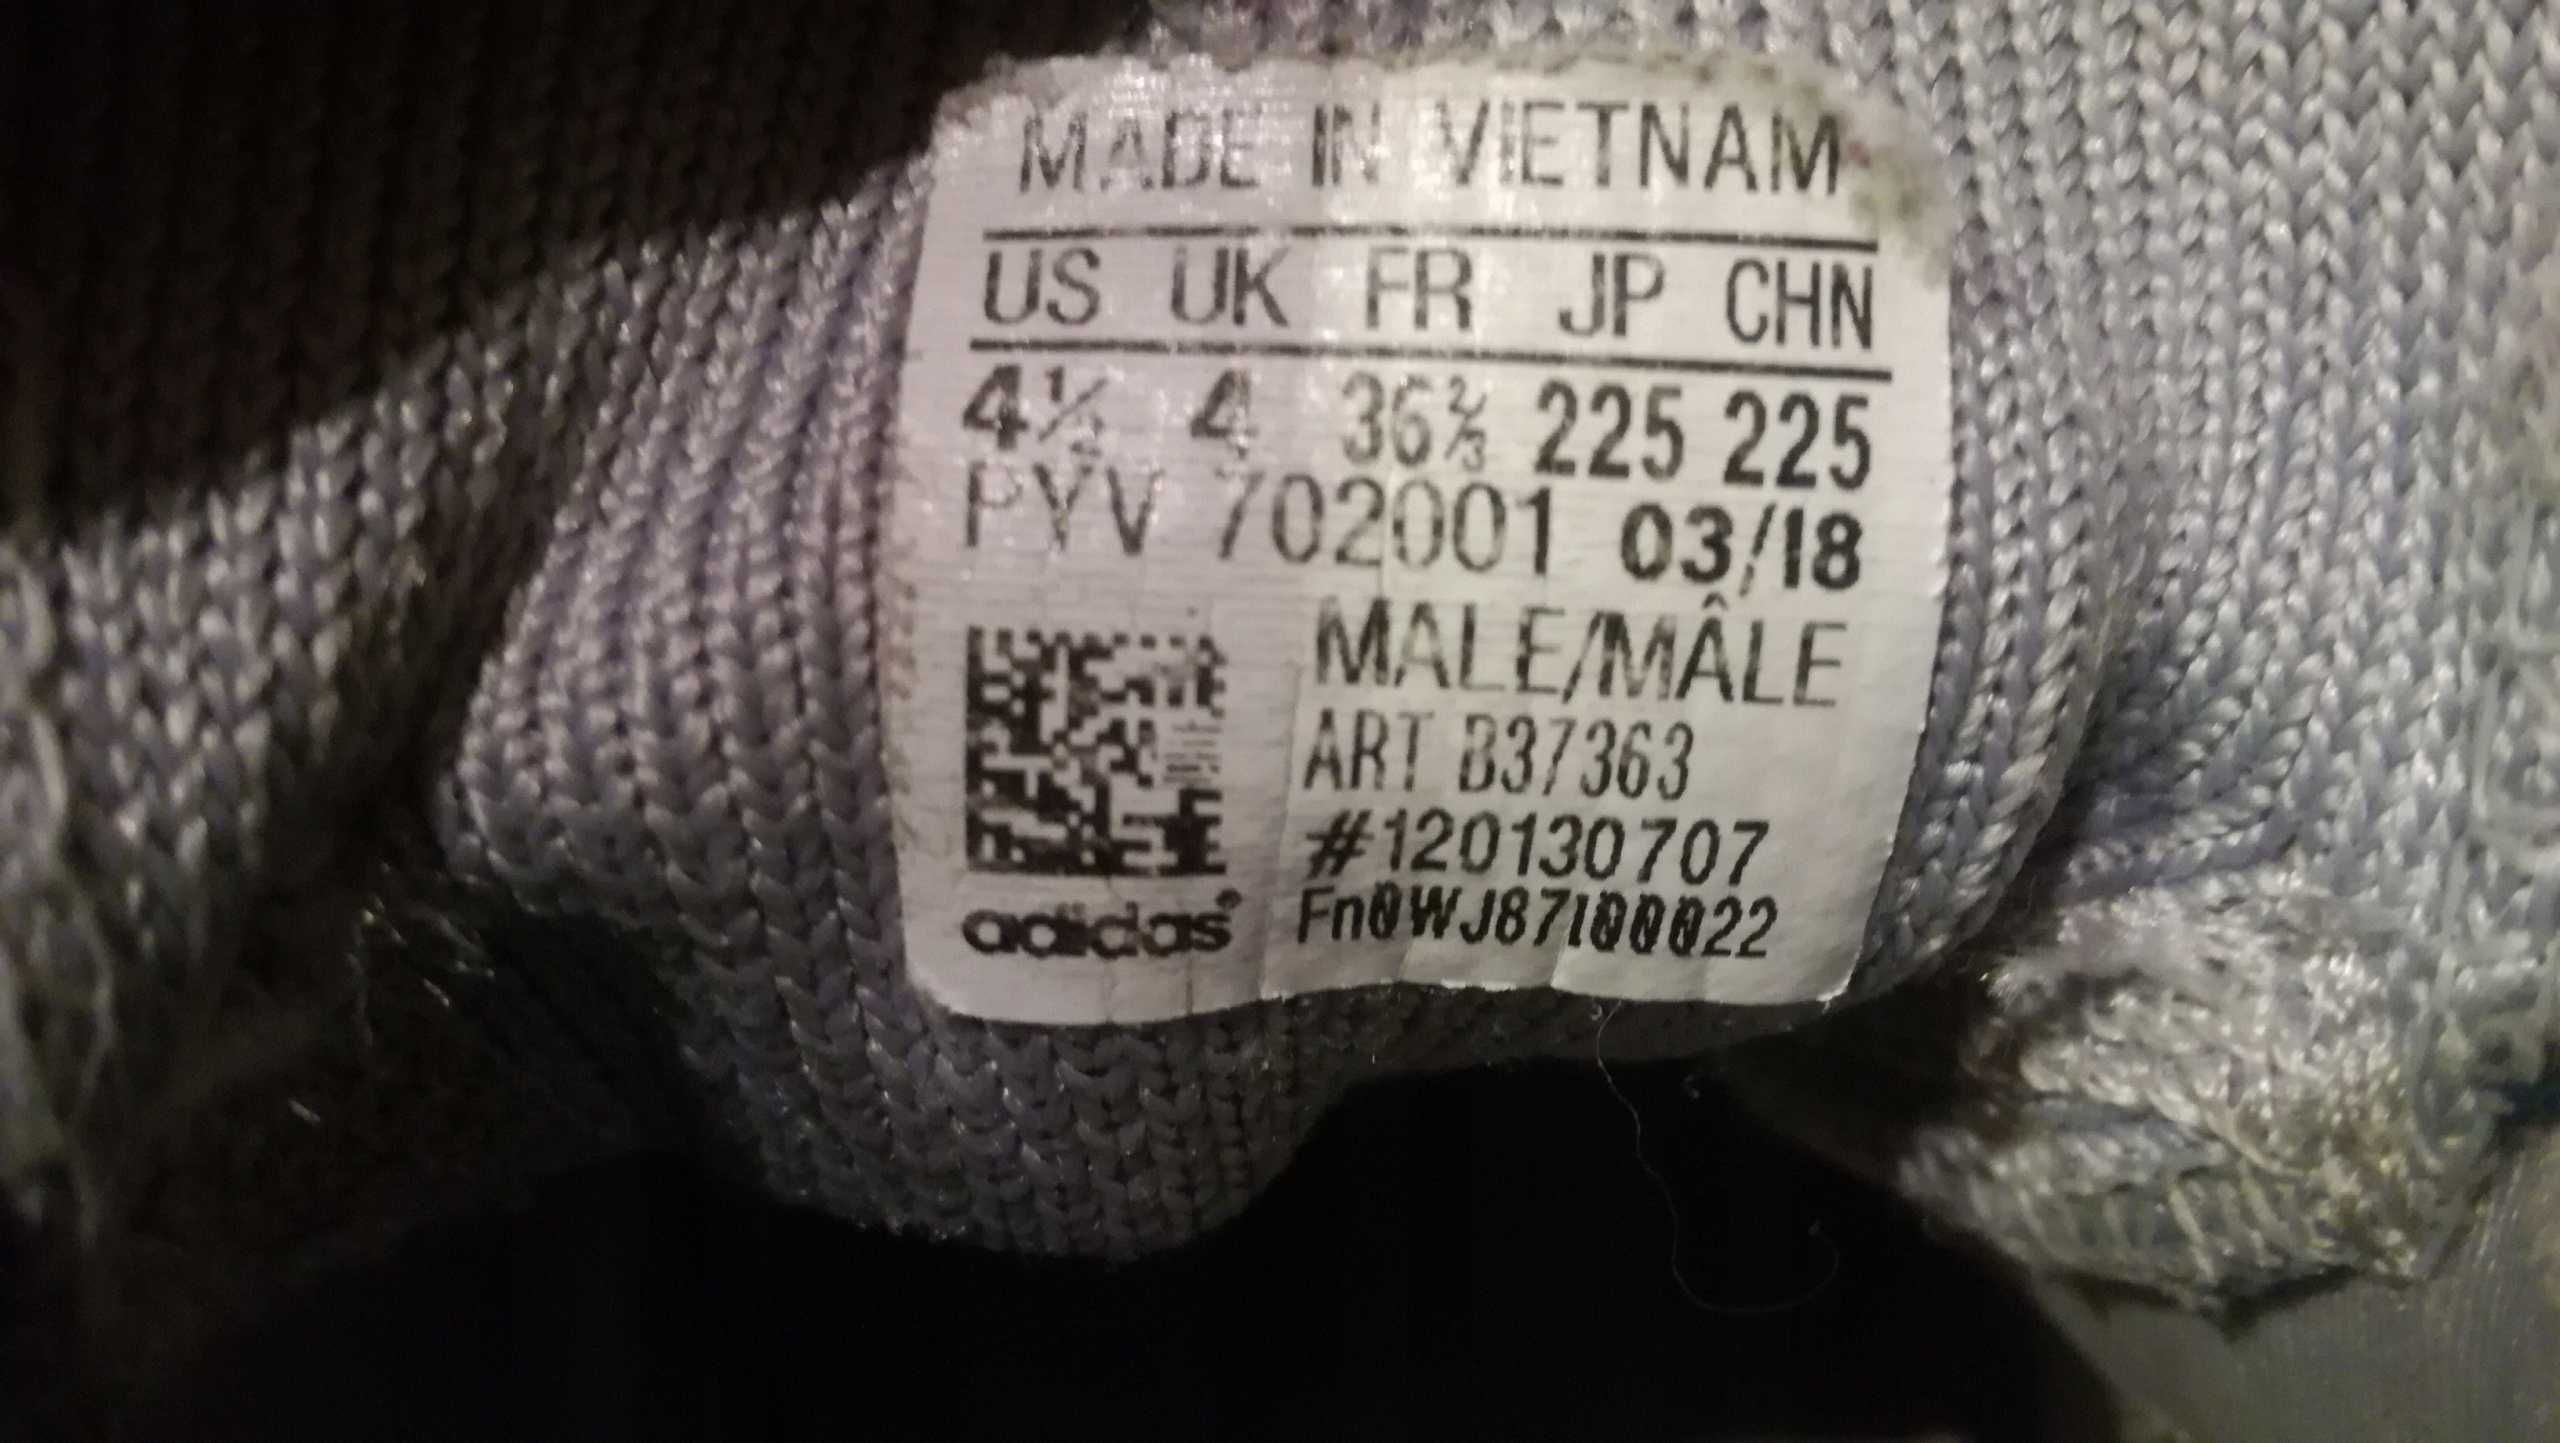 MADE IN VIETNAM
US UK FR JP CHN
4½ 4 36⅔ 225 225
PYV 702001 03/18
MALE/MÂLE
ART B37363
#120130707
adidas® Fn0WJ87I00022